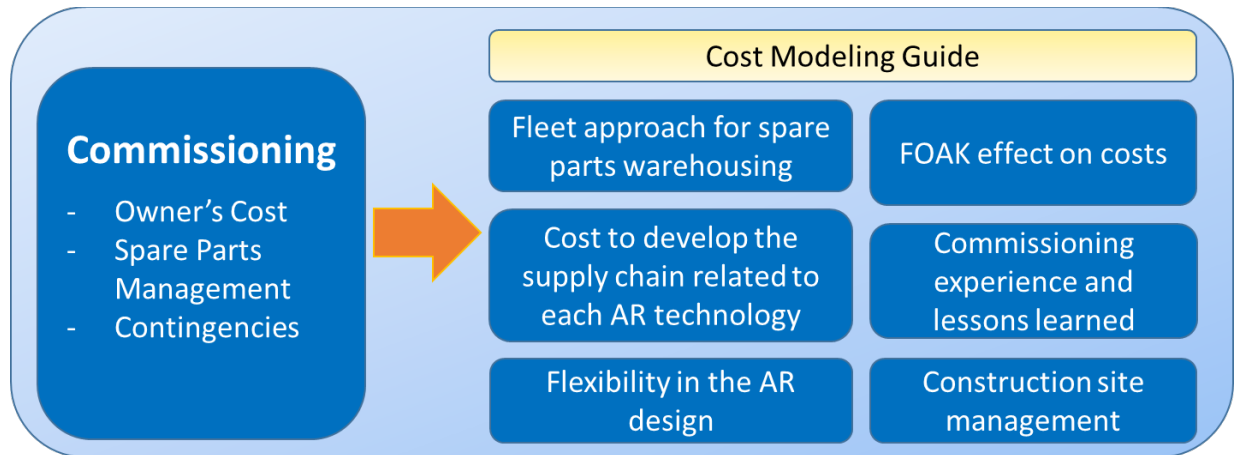 Commissioning
- Owner's Cost
- Spare Parts
Management
- Contingencies
Cost Modeling Guide
Fleet approach for spare
parts warehousing
FOAK effect on costs
Cost to develop the
supply chain related to
each AR technology
Commissioning
experience and
lessons learned
Flexibility in the AR
design
Construction site
management